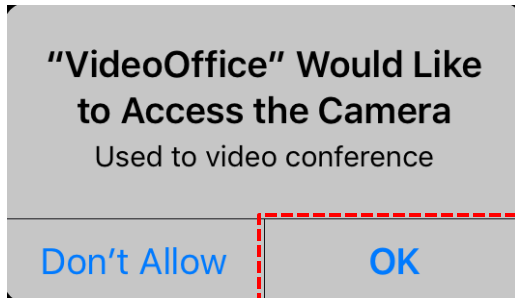 “VideoOffice” Would Like
to Access the Camera
Used to video conference
Don’t Allow
OK